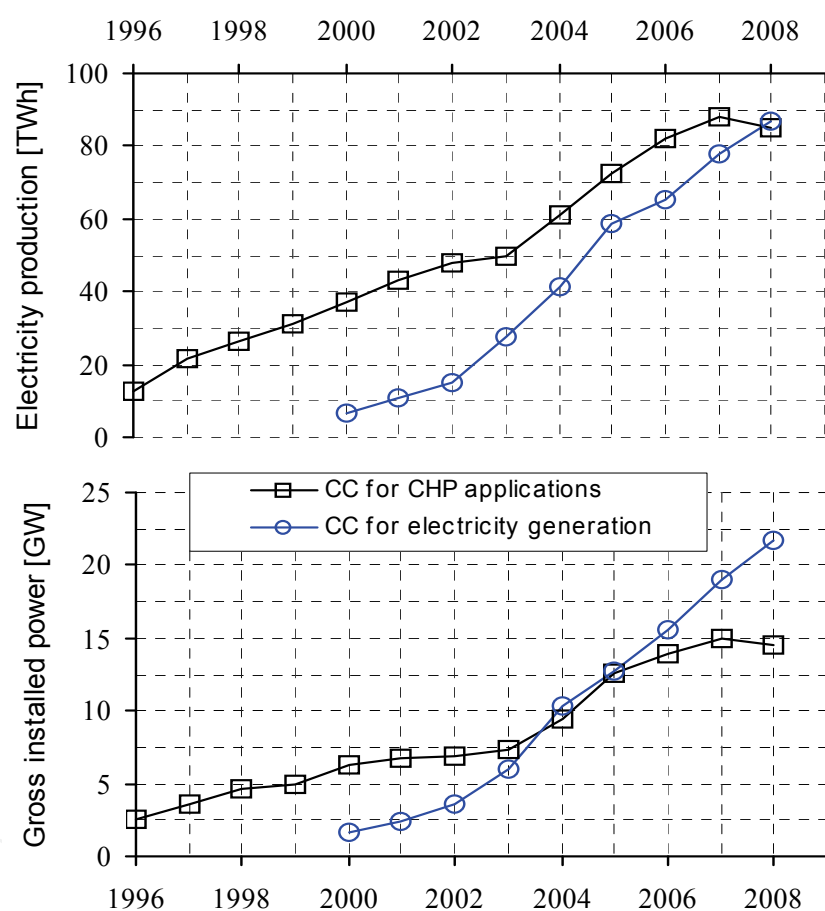 1996 1998 2000 2002 2004 2006 2008
Electricity production [TWh]
100
80
60
40
20
0
Gross installed power [GW]
25
20
15
10
5
0
CC for CHP applications
CC for electricity generation
1996 1998 2000 2002 2004 2006 2008